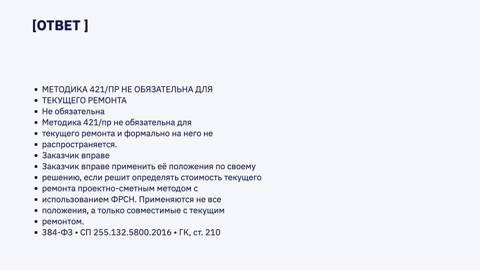 [ОТВЕТ ]
• МЕТОДИКА 421/ПР НЕ ОБЯЗАТЕЛЬНА ДЛЯ
• ТЕКУЩЕГО РЕМОНТА
• Не обязательна
• Методика 421/пр не обязательна для
• текущего ремонта и формально на него не
• распространяется.
• Заказчик вправе
• Заказчик вправе применить её положения по своему
• решению, если решит определять стоимость текущего
• ремонта проектно-сметным методом с
• использованием ФРСН. Применяются не все
• положения, а только совместимые с текущим
• ремонтом.
• 384-ФЗ • СП 255.132.5800.2016 • ГК, ст. 210